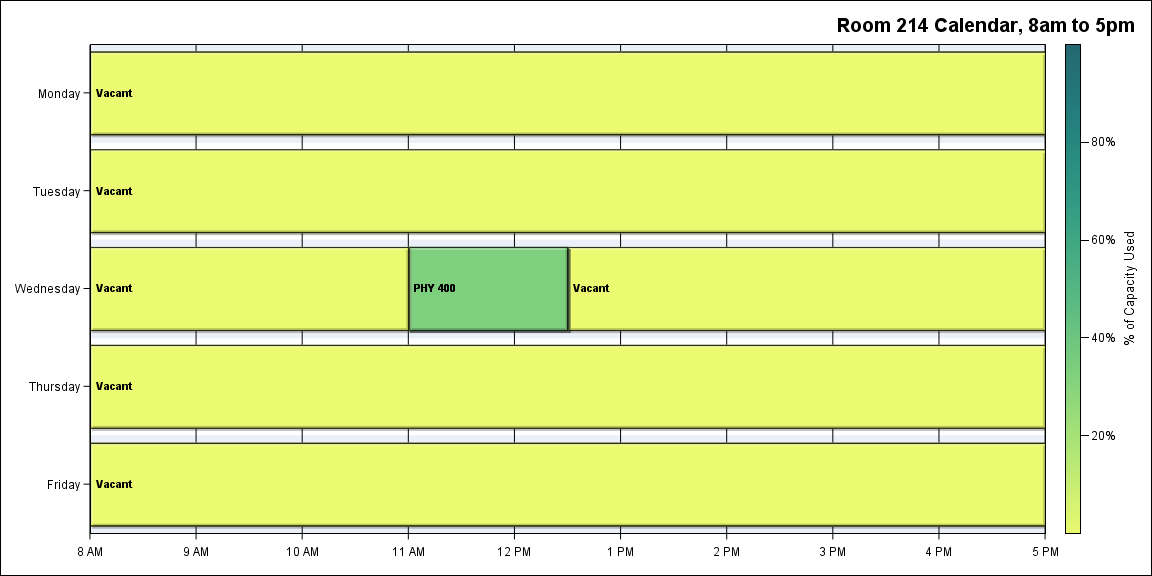 Room 214 Calendar, 8am to 5pm
Monday
Vacant
Tuesday
Vacant
Wednesday
Vacant
PHY 400
Vacant
Thursday
Vacant
Friday
Vacant
8 AM
9 AM
10 AM
11 AM
12 PM
1 PM
2 PM
3 PM
4 PM
5 PM
80%
60%
40%
20%
% of Capacity Used